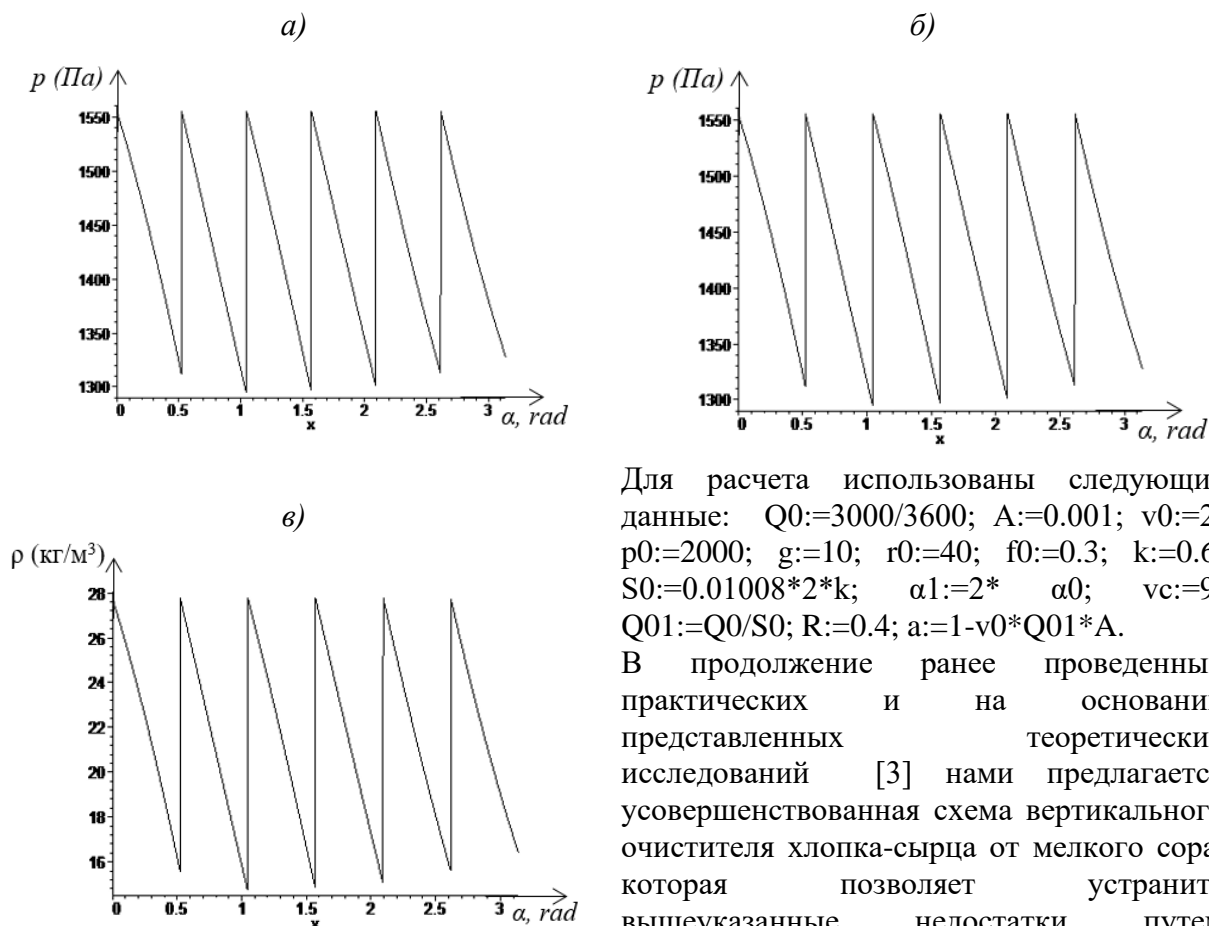 а)
p (Па)
1550
1500
1450
1400
1350
1300
0 0.5 1 1.5 2 2.5 3 α, rad
x
б)
p (Па)
1550
1500
1450
1400
1350
1300
0 0.5 1 1.5 2 2.5 3 α, rad
x
в)
ρ (кг/м³)
28
26
24
22
20
18
16
0 0.5 1 1.5 2 2.5 3 α, rad
x
Для расчета использованы следующи
данные: Q0:=3000/3600; A:=0.001; v0:=2
p0:=2000; g:=10; r0:=40; f0:=0.3; k:=0.6
S0:=0.01008*2*k; α1:=2* α0; vc:=9
Q01:=Q0/S0; R:=0.4; a:=1-v0*Q01*A.
В продолжение ранее проведенны
практических и на основани
представленных теоретически
исследований [3] нами предлагаетс
усовершенствованная схема вертикальног
очистителя хлопка-сырца от мелкого сора
которая позволяет устранит
вышеуказанные недостатки путем